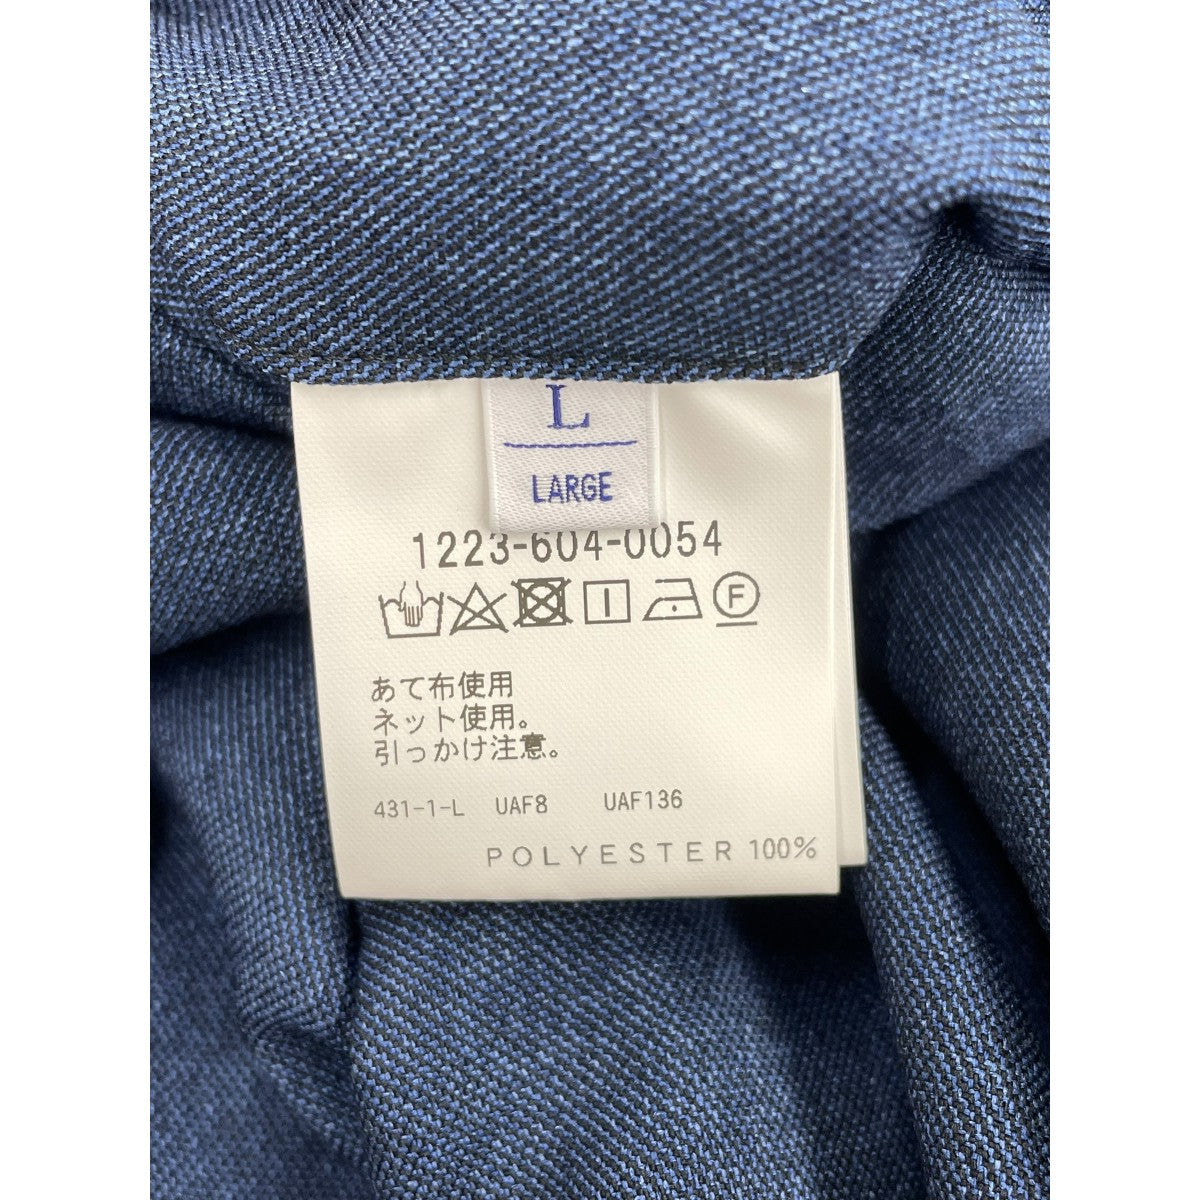 L
LARGE
1223-604-0054
F
あて布使用
ネット使用。
引っかけ注意。
431-1-L UAF8 UAF136
POLYESTER 100%